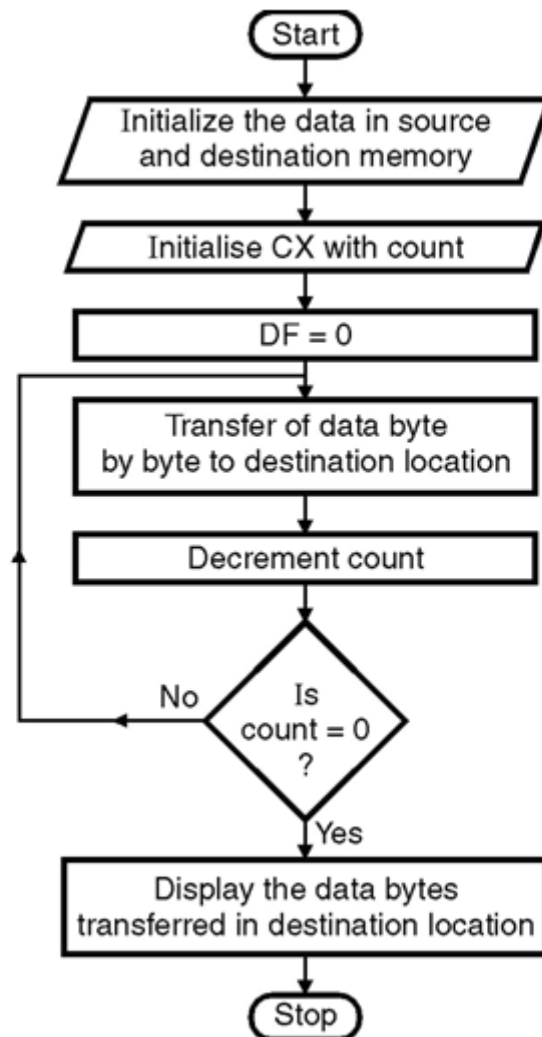 Start
Initialize the data in source
and destination memory
Initialise CX with count
DF = 0
Transfer of data byte
by byte to destination location
Decrement count
No
Is
count = 0
?
Yes
Display the data bytes
transferred in destination location
Stop